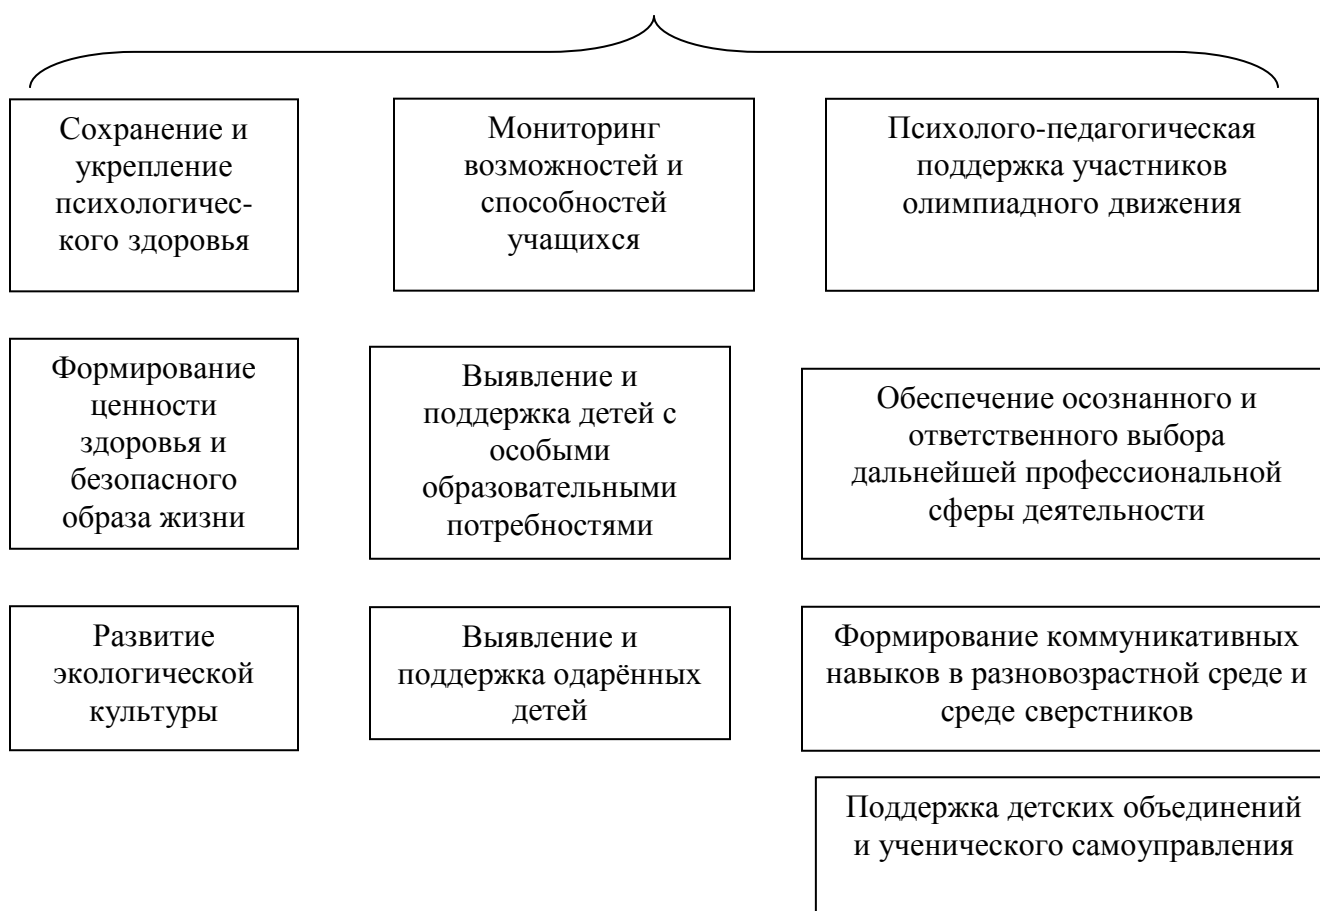 Сохранение и
укрепление
психологичес-
кого здоровья
Мониторинг
возможностей и
способностей
учащихся
Психолого-педагогическая
поддержка участников
олимпиадного движения
Формирование
ценности
здоровья и
безопасного
образа жизни
Выявление и
поддержка детей с
особыми
образовательными
потребностями
Обеспечение осознанного и
ответственного выбора
дальнейшей профессиональной
сферы деятельности
Развитие
экологической
культуры
Выявление и
поддержка одарённых
детей
Формирование коммуникативных
навыков в разновозрастной среде и
среде сверстников
Поддержка детских объединений
и ученического самоуправления